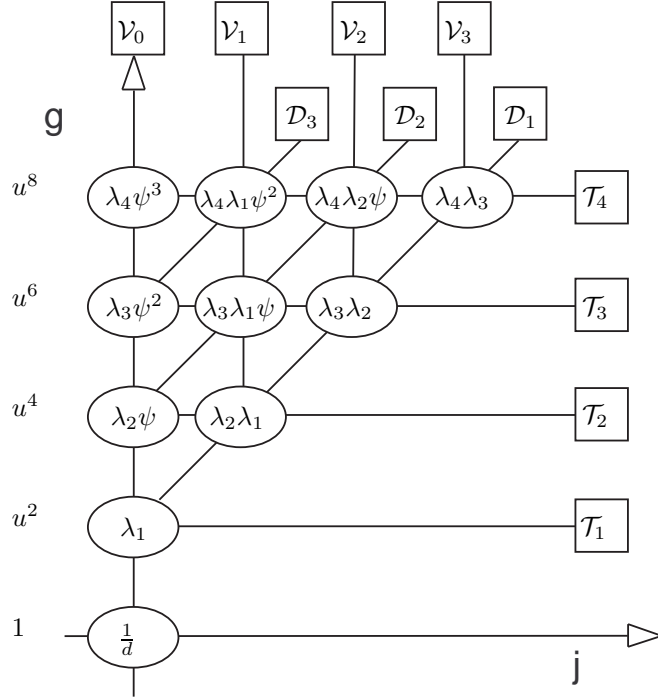 𝒱₀ 𝒱₁ 𝒱₂ 𝒱₃
g 𝒟₃ 𝒟₂ 𝒟₁
u⁸ λ₄ψ³ λ₄λ₁ψ² λ₄λ₂ψ λ₄λ₃ 𝒯₄
u⁶ λ₃ψ² λ₃λ₁ψ λ₃λ₂ 𝒯₃
u⁴ λ₂ψ λ₂λ₁ 𝒯₂
u² λ₁ 𝒯₁
1 1/d
j